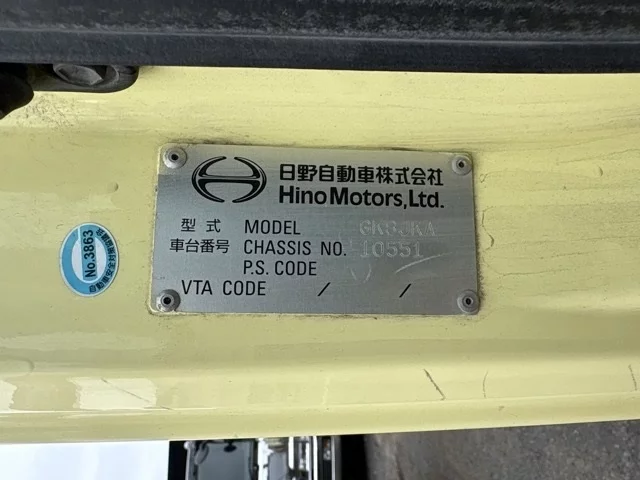 日野自動車株式会社
Hino Motors, Ltd.
型式 MODEL
車台番号 CHASSIS NO. -10551
P.S. CODE
VTA CODE / /
No.3863